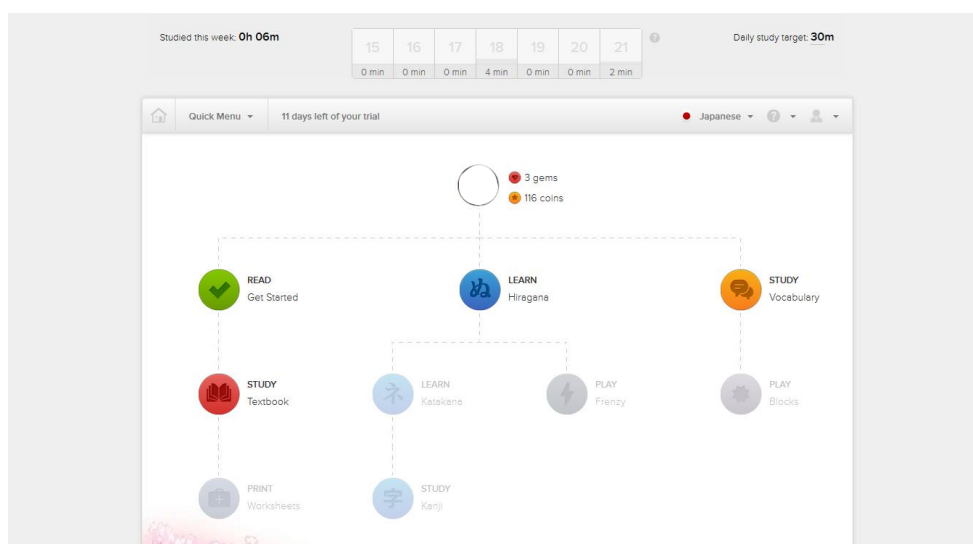 Studied this week: 0h 06m
15 16 17 18 19 20 21
0 min 0 min 0 min 4 min 0 min 0 min 2 min
?
Daily study target: 30m
Quick Menu
11 days left of your trial
Japanese
?
3 gems
116 coins
READ
Get Started
ぬ
LEARN
Hiragana
STUDY
Vocabulary
STUDY
Textbook
ネ
LEARN
Katakana
PLAY
Frenzy
PLAY
Blocks
PRINT
Worksheets
字
STUDY
Kanji